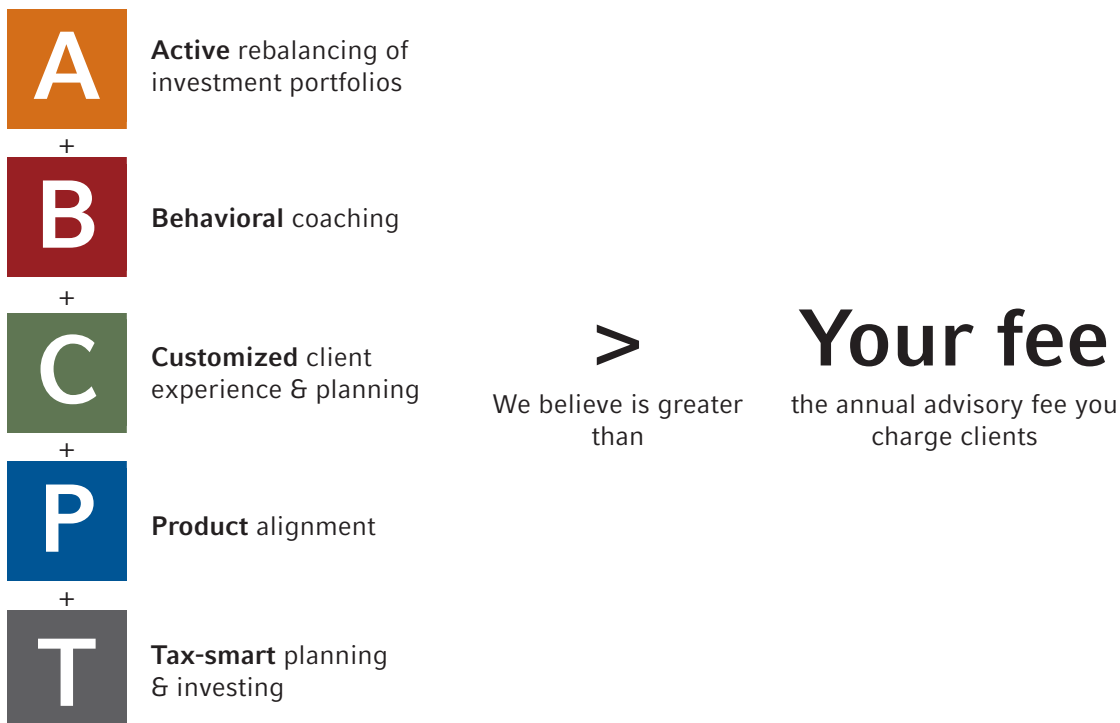 A
Active rebalancing of
investment portfolios
+
B
Behavioral coaching
+
C
Customized client
experience & planning
+
P
Product alignment
+
T
Tax-smart planning
& investing
>
We believe is greater
than
Your fee
the annual advisory fee you
charge clients